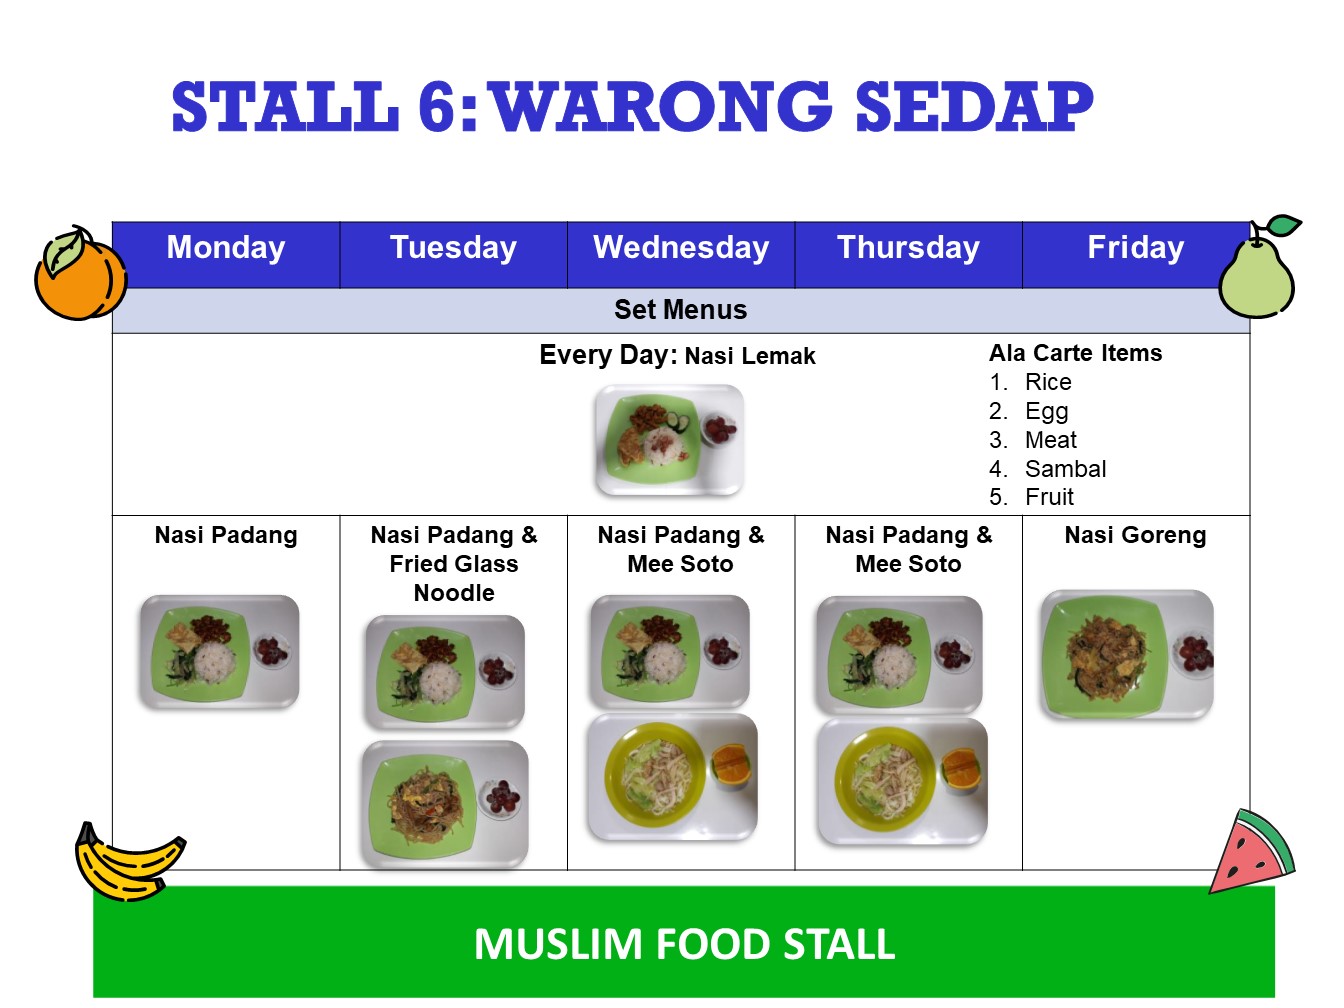 STALL 6: WARONG SEDAP
Monday
Tuesday
Wednesday
Thursday
Friday
Set Menus
Every Day: Nasi Lemak
Ala Carte Items
1. Rice
2. Egg
3. Meat
4. Sambal
5. Fruit
Nasi Padang
Nasi Padang &
Fried Glass
Noodle
Nasi Padang &
Mee Soto
Nasi Padang &
Mee Soto
Nasi Goreng
MUSLIM FOOD STALL